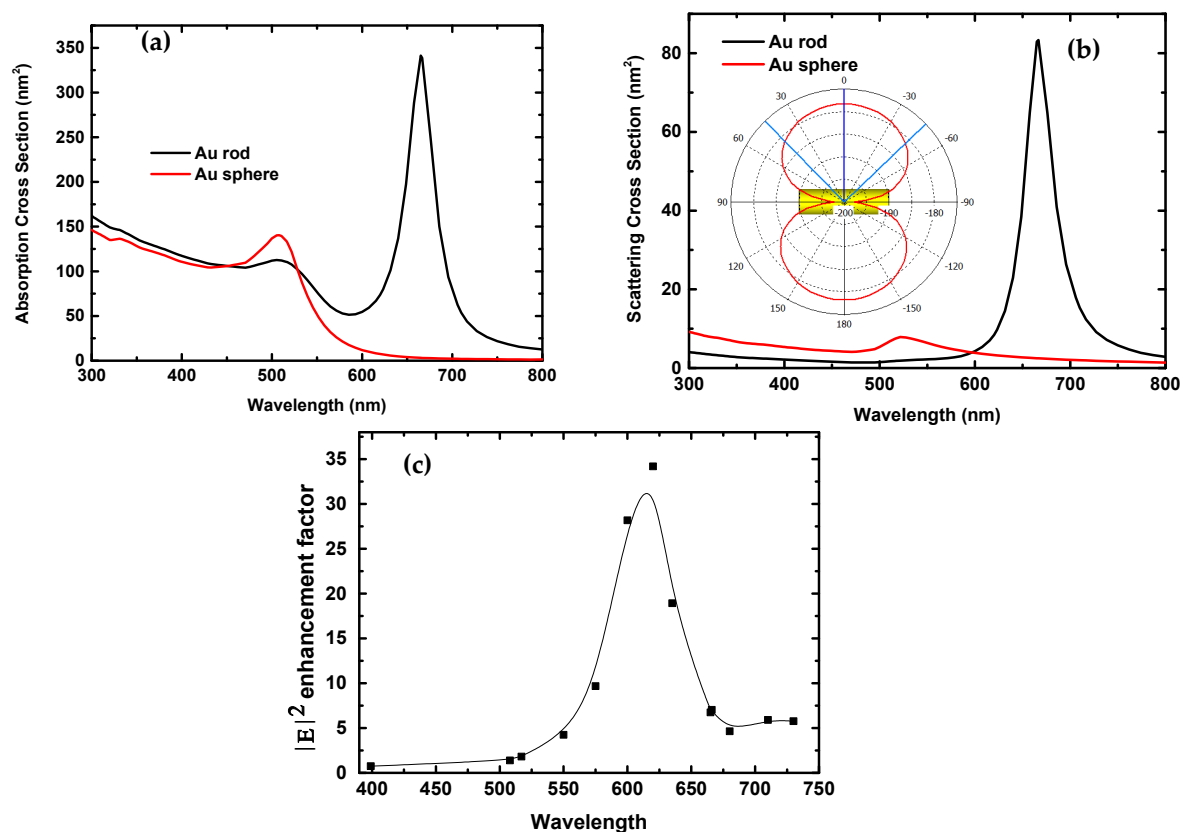 (a)
Au rod
Au sphere
350
300
250
200
150
100
50
0
300 400 500 600 700 800
Absorption Cross Section (nm²)
Wavelength (nm)
(b)
Au rod
Au sphere
80
60
40
20
0
300 400 500 600 700 800
Scattering Cross Section (nm²)
Wavelength (nm)
0
30 -30
60 -60
90 -200 -190 -180 -170 -90
120 -120
150 -150
180
(c)
35
30
25
20
15
10
5
0
400 450 500 550 600 650 700 750
|E|² enhancement factor
Wavelength